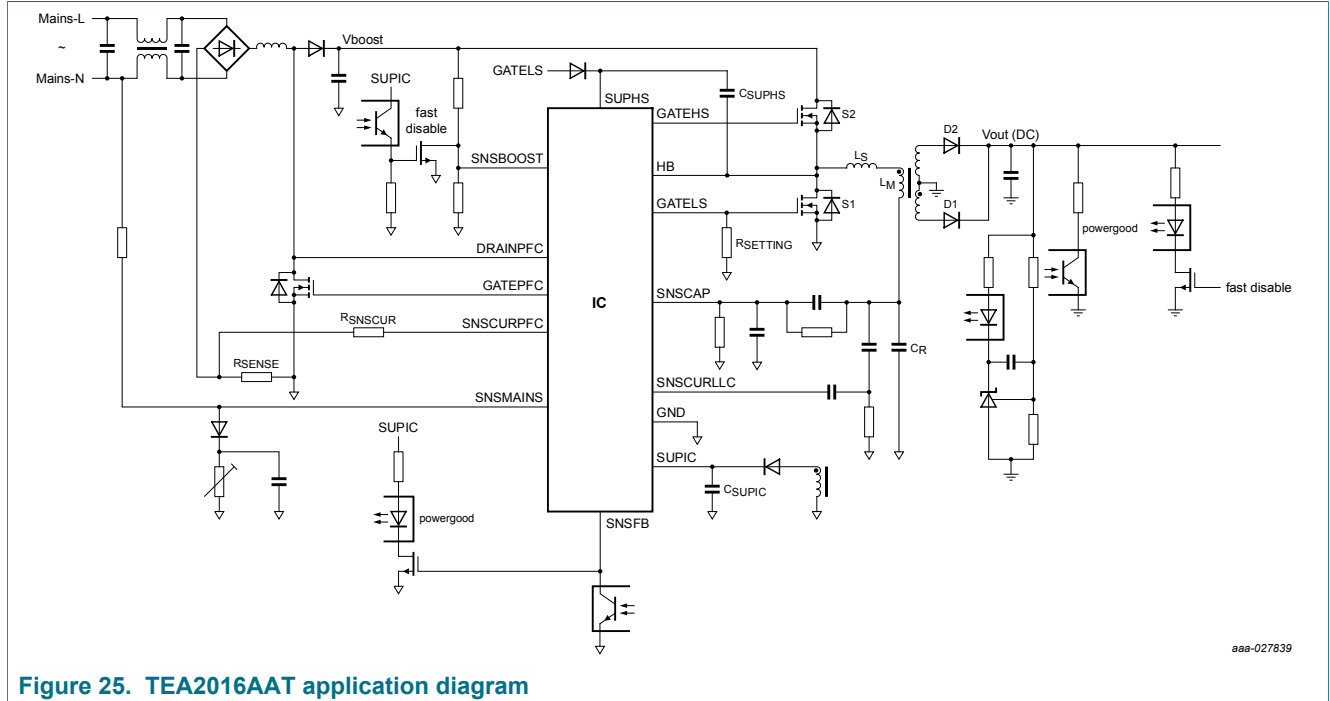 Mains-L
~
Mains-N
Vboost
SUPIC
fast
disable
GATELS
SUPHS
CSUPHS
GATEHS
S2
SNSBOOST
HB
LS
LM
D2
Vout (DC)
GATELS
S1
D1
RSETTING
powergood
fast disable
DRAINPFC
GATEPFC
IC
SNSCAP
RSNSCUR
SNSCURPFC
CR
RSENSE
SNSCURLLC
SNSMAINS
GND
SUPIC
CSUPIC
SUPIC
powergood
SNSFB
aaa-027839
Figure 25. TEA2016AAT application diagram